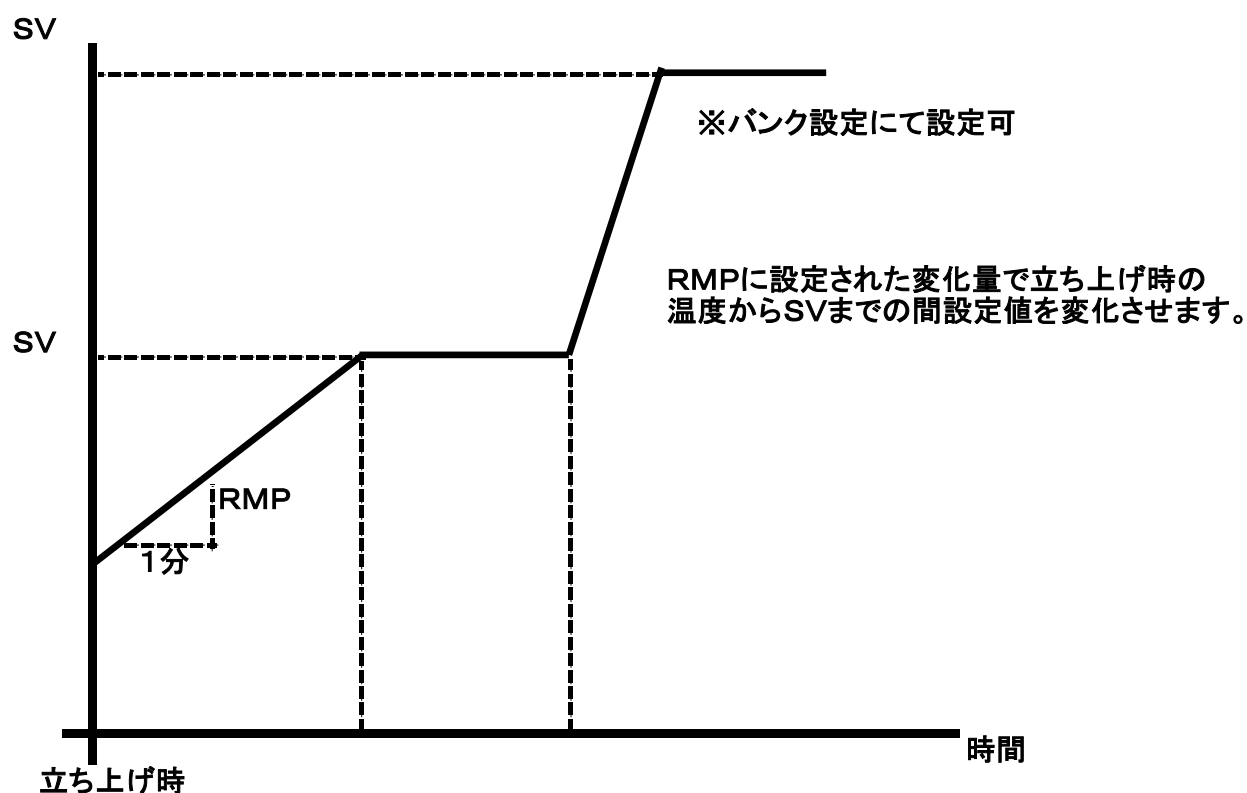 SV
※バンク設定にて設定可
RMPに設定された変化量で立ち上げ時の
温度からSVまでの間設定値を変化させます。
SV
RMP
1分
時間
立ち上げ時